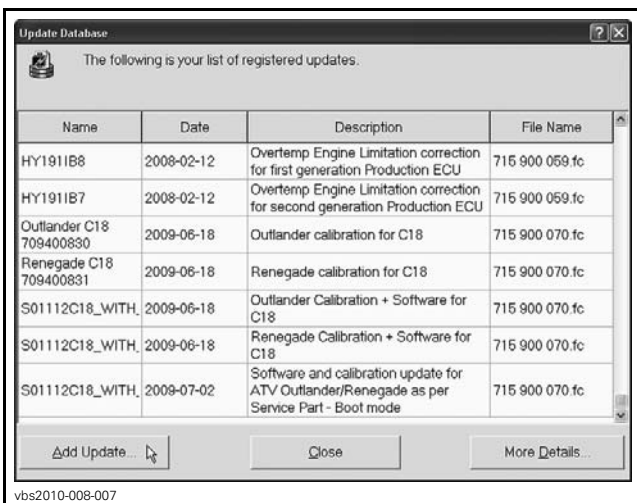 Update Database
The following is your list of registered updates.
Name Date Description File Name
HY191IB8 2008-02-12 Overtemp Engine Limitation correction for first generation Production ECU 715 900 059.fc
HY191IB7 2008-02-12 Overtemp Engine Limitation correction for second generation Production ECU 715 900 059.fc
Outlander C18 709400830 2009-06-18 Outlander calibration for C18 715 900 070.fc
Renegade C18 709400831 2009-06-18 Renegade calibration for C18 715 900 070.fc
S01112C18_WITH_ 2009-06-18 Outlander Calibration + Software for C18 715 900 070.fc
S01112C18_WITH_ 2009-06-18 Renegade Calibration + Software for C18 715 900 070.fc
S01112C18_WITH_ 2009-07-02 Software and calibration update for ATV Outlander/Renegade as per Service Part - Boot mode 715 900 070.fc
Add Update... Close More Details...
vbs2010-008-007